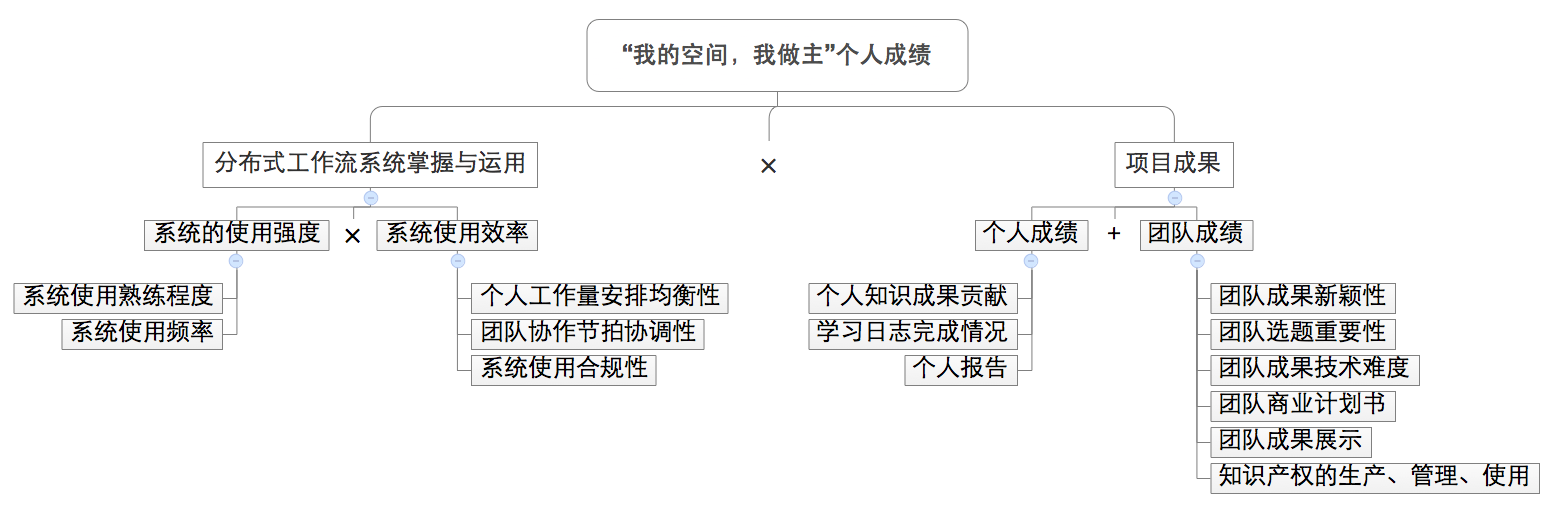 “我的空间，我做主”个人成绩
分布式工作流系统掌握与运用
×
项目成果
系统的使用强度
×
系统使用效率
个人成绩
+
团队成绩
系统使用熟练程度
系统使用频率
个人工作量安排均衡性
团队协作节拍协调性
系统使用合规性
个人知识成果贡献
学习日志完成情况
个人报告
团队成果新颖性
团队选题重要性
团队成果技术难度
团队商业计划书
团队成果展示
知识产权的生产、管理、使用